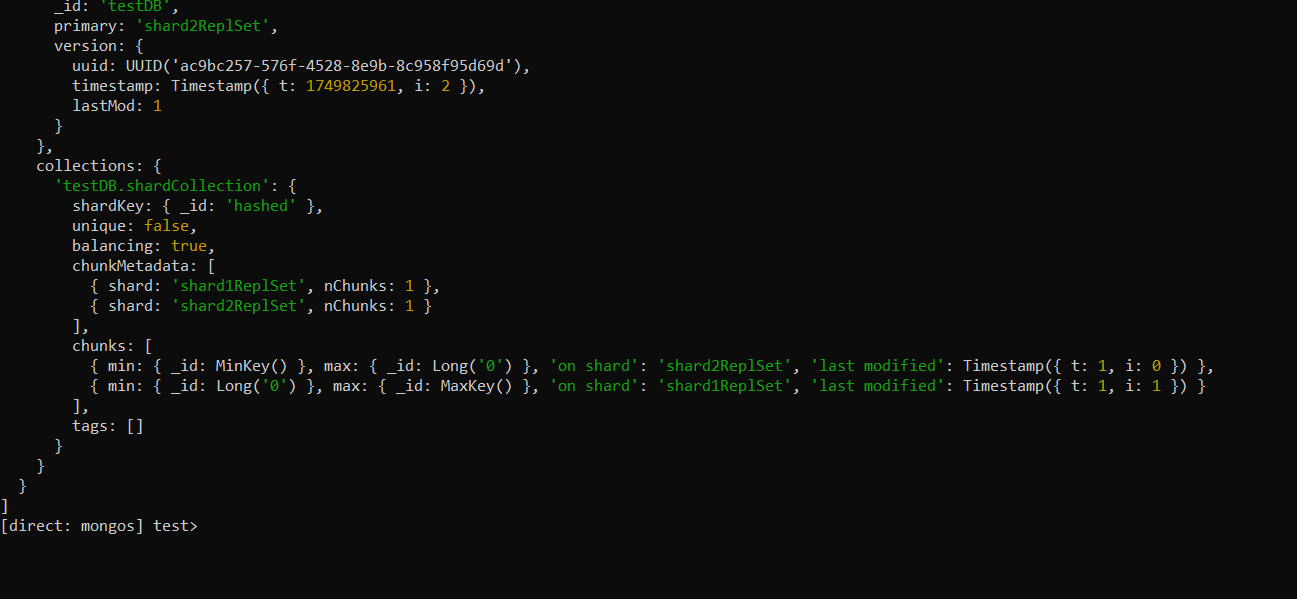 _id: 'testDB',
primary: 'shard2ReplSet',
version: {
uuid: UUID('ac9bc257-576f-4528-8e9b-8c958f95d69d'),
timestamp: Timestamp({ t: 1749825961, i: 2 }),
lastMod: 1
}
},
collections: {
'testDB.shardCollection': {
shardKey: { _id: 'hashed' },
unique: false,
balancing: true,
chunkMetadata: [
{ shard: 'shard1ReplSet', nChunks: 1 },
{ shard: 'shard2ReplSet', nChunks: 1 }
],
chunks: [
{ min: { _id: MinKey() }, max: { _id: Long('0') }, 'on shard': 'shard2ReplSet', 'last modified': Timestamp({ t: 1, i: 0 }) },
{ min: { _id: Long('0') }, max: { _id: MaxKey() }, 'on shard': 'shard1ReplSet', 'last modified': Timestamp({ t: 1, i: 1 }) }
],
tags: []
}
}
}
]
[direct: mongos] test>